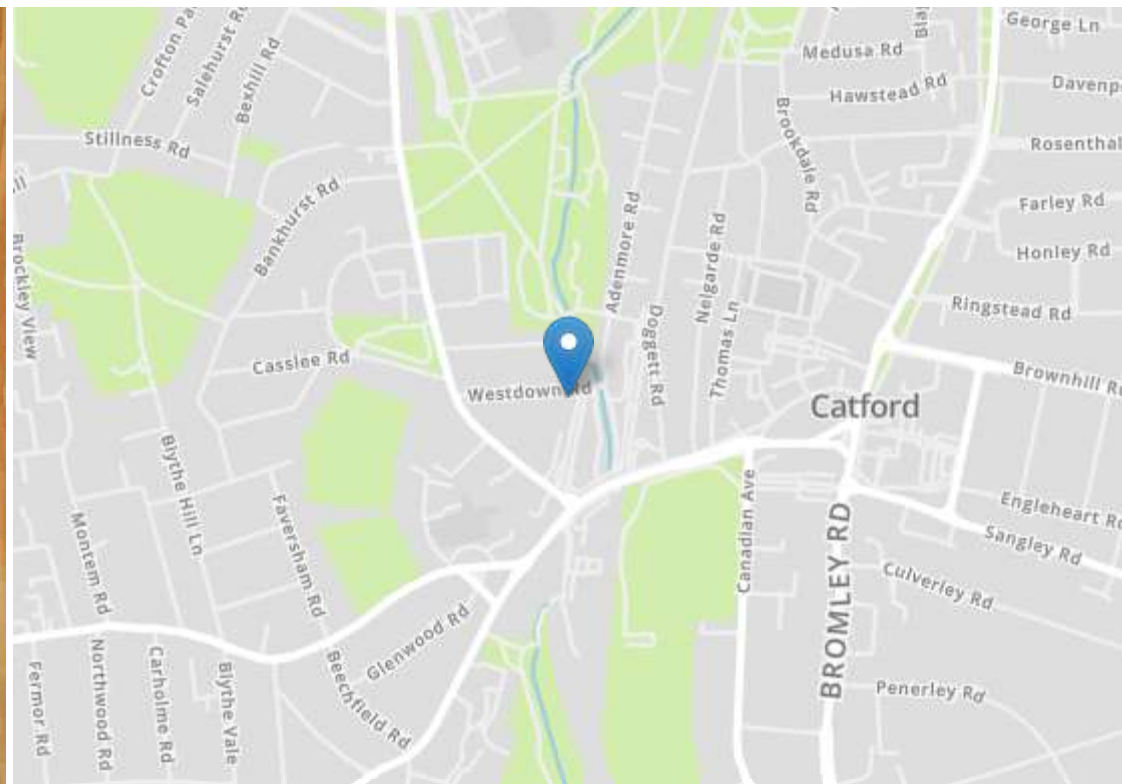 George Ln
Crofton Pa
Salehurst Rd
Bexhill Rd
Medusa Rd
Hawstead Rd
Davenp
Stillness Rd
Rosenthal
Brookdale Rd
Bankhurst Rd
Farley Rd
Adenmore Rd
Honley Rd
Nelgarde Rd
Brockley View
Ringstead Rd
Doggett Rd
Thomas Ln
Casslee Rd
Westdown Rd
Brownhill Ru
Catford
Blythe Hill Ln
Faversham Rd
Canadian Ave
Engleheart Rd
Sangley Rd
Montem Rd
BROMLEY RD
Culverley Rd
Glenwood Rd
Fermor Rd
Northwood Rd
Carholme Rd
Blythe Vale
Beechfield Rd
Penerley Rd